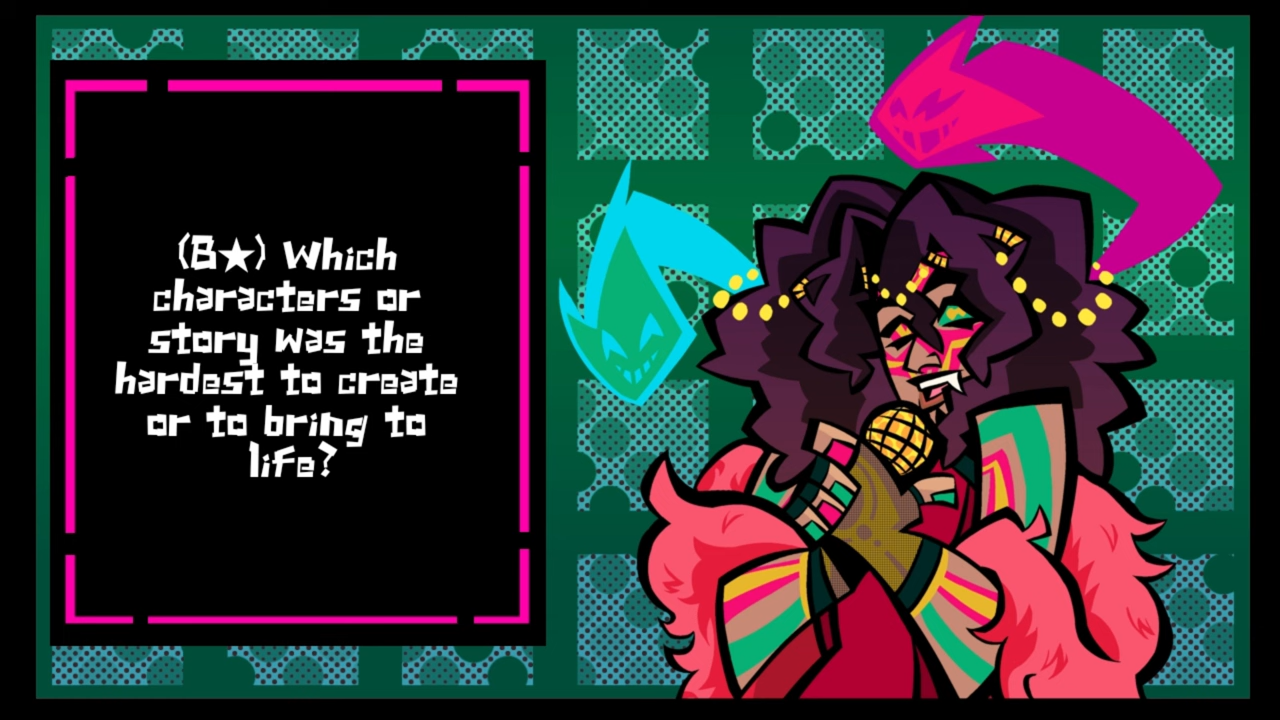 (B★) Which
characters or
story was the
hardest to create
or to bring to
life?